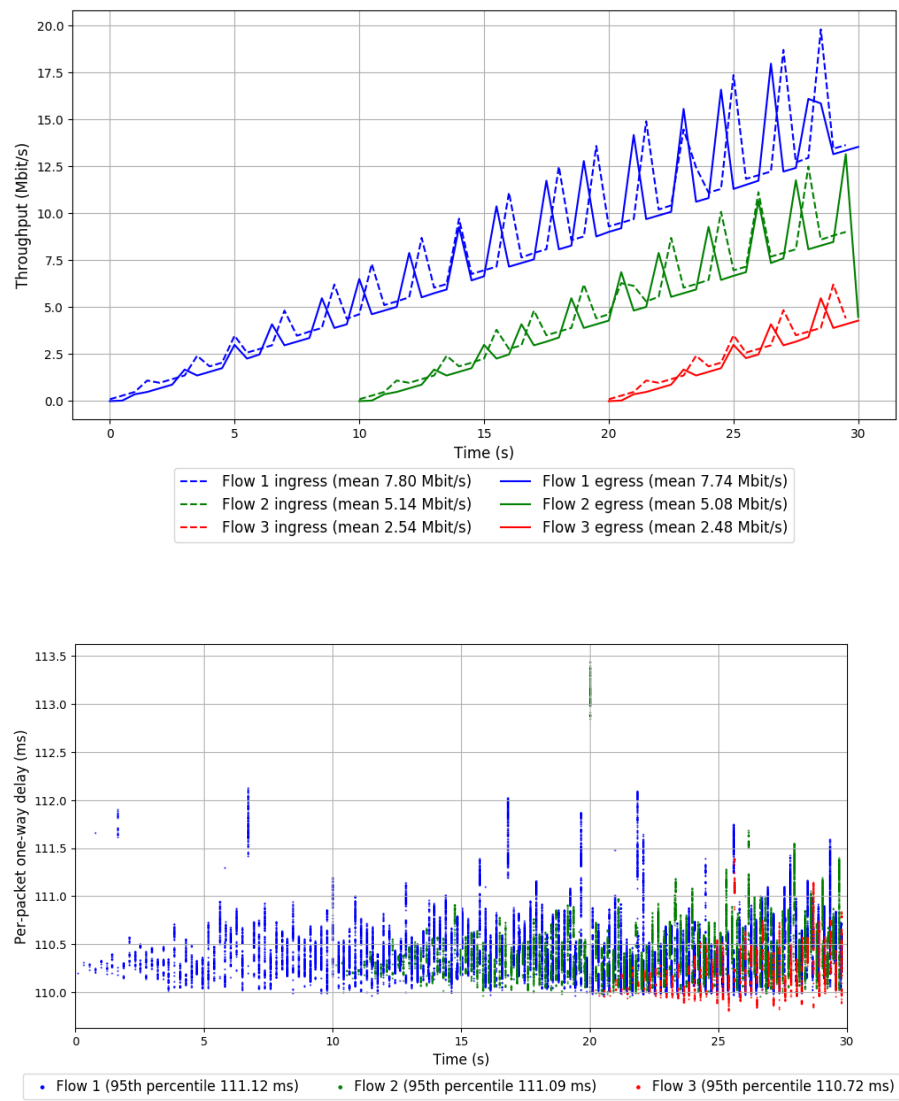 20.0
17.5
15.0
12.5
10.0
7.5
5.0
2.5
0.0
Throughput (Mbit/s)
0 5 10 15 20 25 30
Time (s)
Flow 1 ingress (mean 7.80 Mbit/s) Flow 1 egress (mean 7.74 Mbit/s)
Flow 2 ingress (mean 5.14 Mbit/s) Flow 2 egress (mean 5.08 Mbit/s)
Flow 3 ingress (mean 2.54 Mbit/s) Flow 3 egress (mean 2.48 Mbit/s)
113.5
113.0
112.5
112.0
111.5
111.0
110.5
110.0
Per-packet one-way delay (ms)
0 5 10 15 20 25 30
Time (s)
Flow 1 (95th percentile 111.12 ms) Flow 2 (95th percentile 111.09 ms) Flow 3 (95th percentile 110.72 ms)